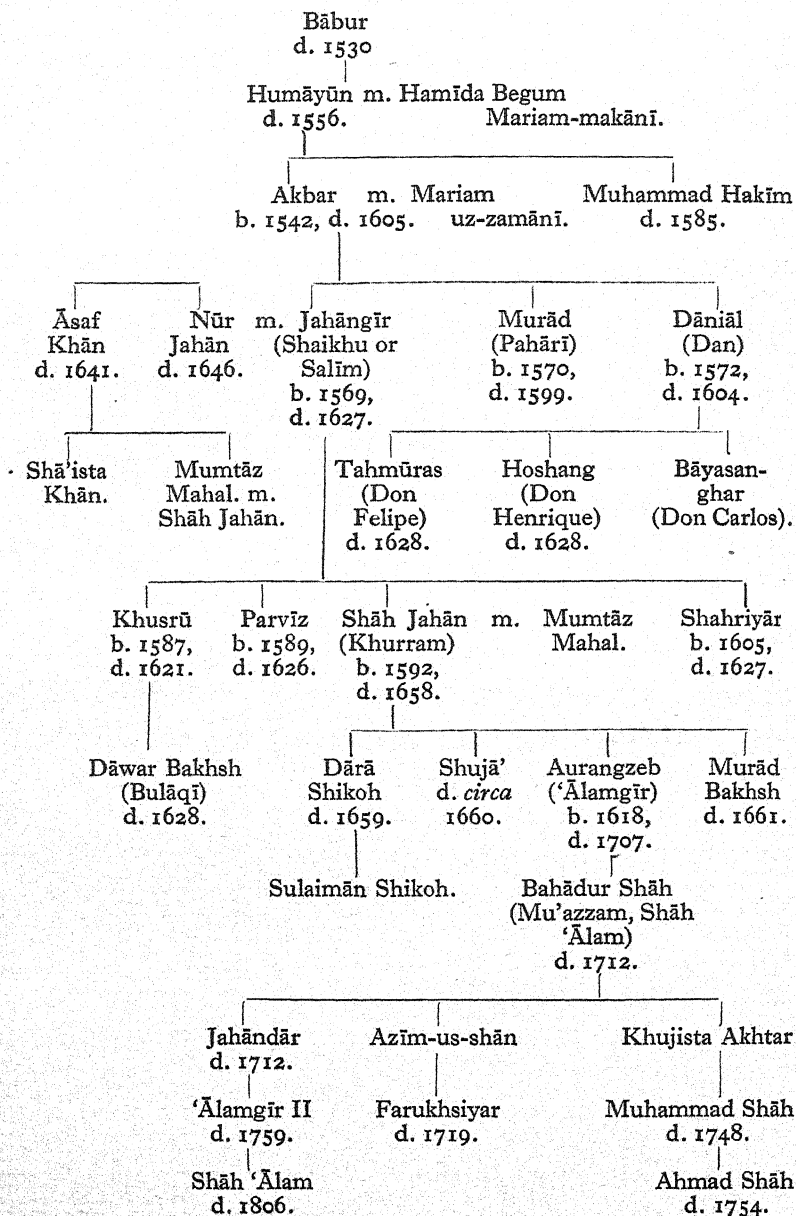 Bābur
d. 1530
Humāyūn m. Hamīda Begum
d. 1556. Mariam-makānī.
Akbar m. Mariam Muhammad Hakīm
b. 1542, d. 1605. uz-zamānī. d. 1585.
Āsaf Nūr m. Jahāngīr Murād Dāniāl
Khān Jahān (Shaikhu or (Pahārī) (Dan)
d. 1641. d. 1646. Salīm) b. 1570, b. 1572,
b. 1569, d. 1599. d. 1604.
d. 1627.
Shā'ista Mumtāz Tahmūras Hoshang Bāyasan-
Khān. Mahal. m. (Don (Don ghar
Shāh Jahān. Felipe) Henrique) (Don Carlos).
d. 1628. d. 1628.
Khusrū Parvīz Shāh Jahān m. Mumtāz Shahriyār
b. 1587, b. 1589, (Khurram) Mahal. b. 1605,
d. 1621. d. 1626. b. 1592, d. 1627.
d. 1658.
Dāwar Bakhsh Dārā Shujā' Aurangzeb Murād
(Bulāqī) Shikoh d. circa ('Ālamgīr) Bakhsh
d. 1628. d. 1659. 1660. b. 1618, d. 1661.
d. 1707.
Sulaimān Shikoh. Bahādur Shāh
(Mu'azzam, Shāh
'Ālam)
d. 1712.
Jahāndār Azīm-us-shān Khujista Akhtar
d. 1712.
'Ālamgīr II Farukhsiyar Muhammad Shāh
d. 1759. d. 1719. d. 1748.
Shāh 'Ālam Ahmad Shāh
d. 1806. d. 1754.